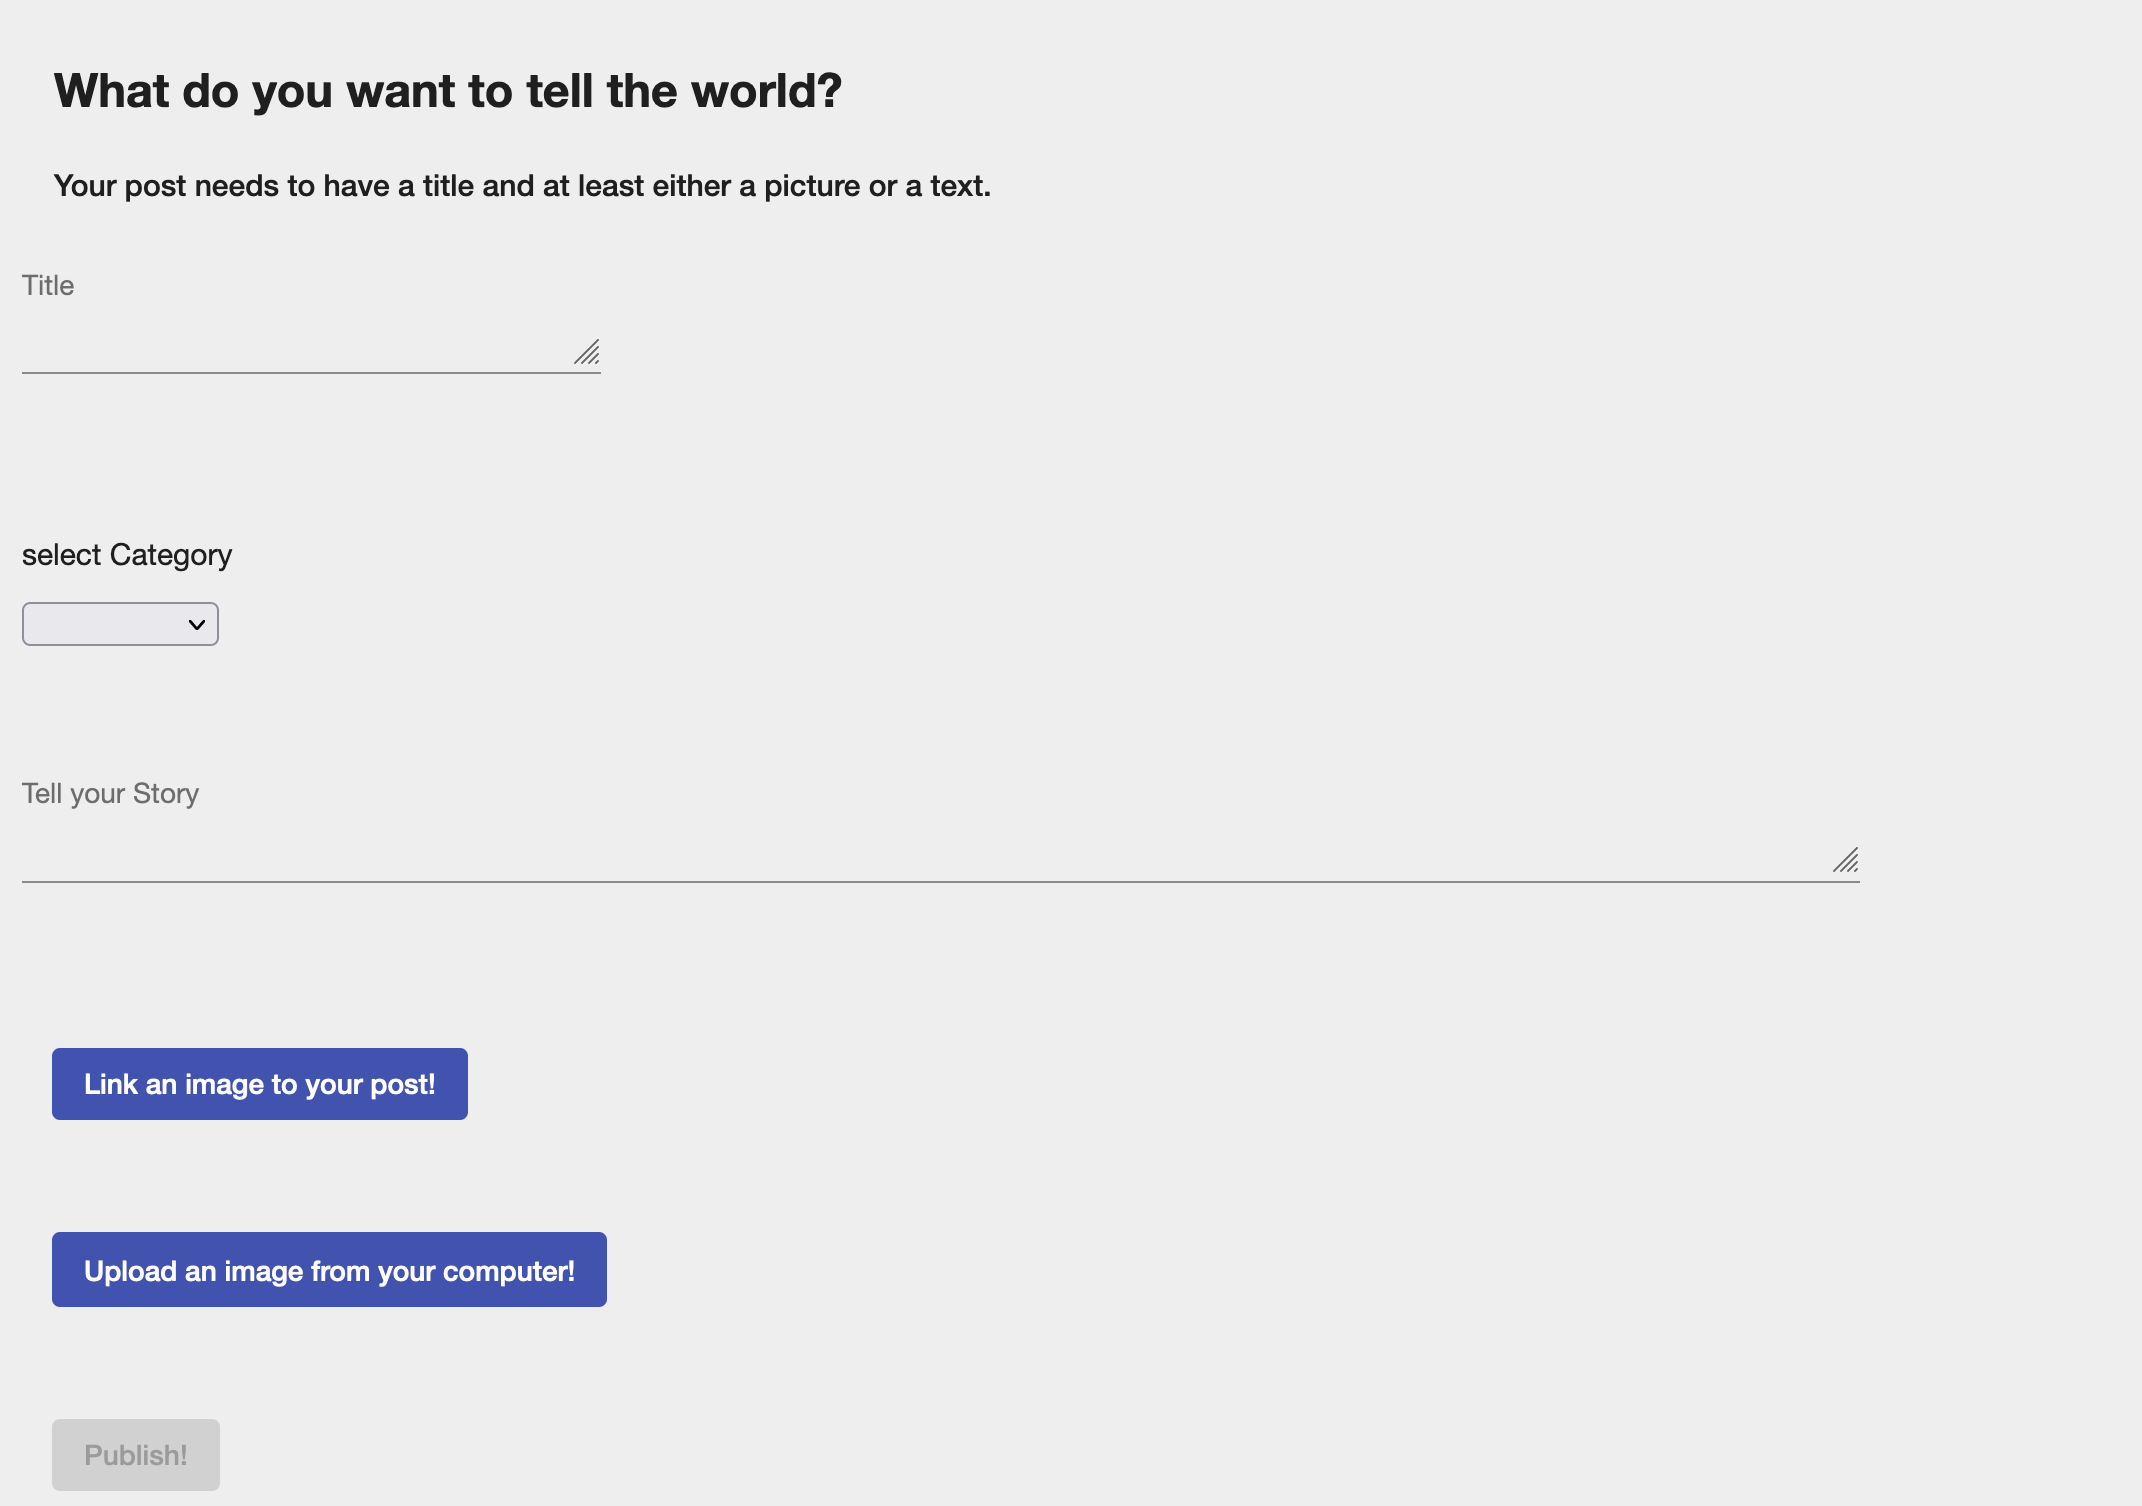 What do you want to tell the world?
Your post needs to have a title and at least either a picture or a text.
Title
select Category
Tell your Story
Link an image to your post!
Upload an image from your computer!
Publish!